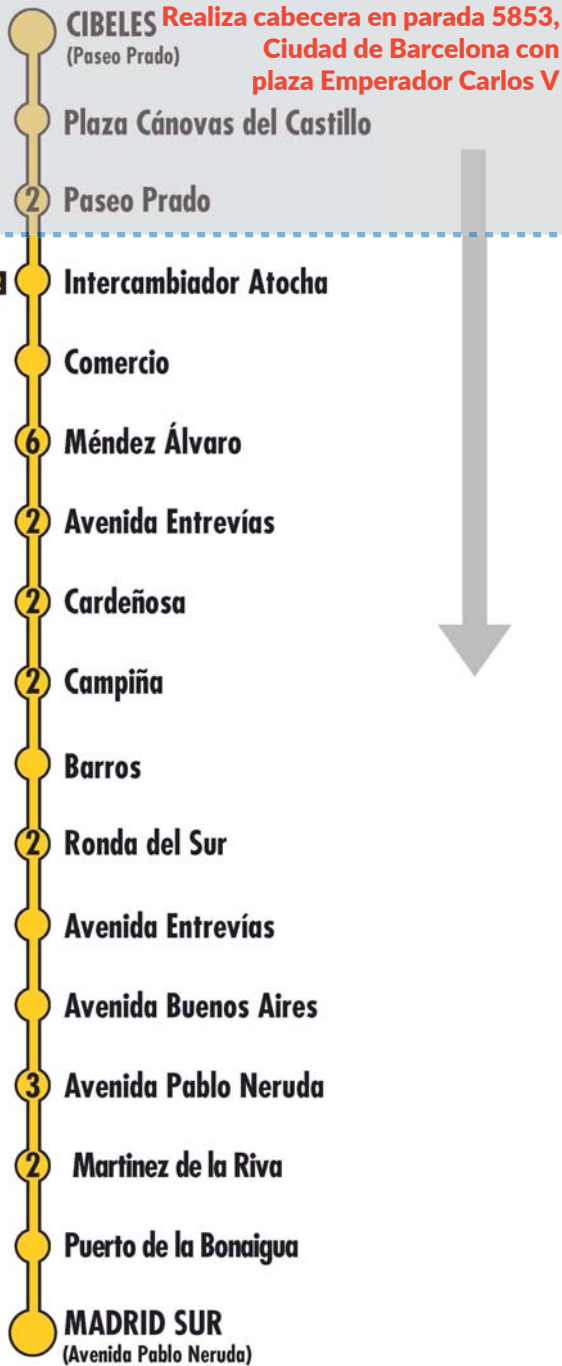 CIBELES
(Paseo Prado)
Realiza cabecera en parada 5853,
Ciudad de Barcelona con
plaza Emperador Carlos V
Plaza Cánovas del Castillo
2 Paseo Prado
Intercambiador Atocha
Comercio
6 Méndez Álvaro
2 Avenida Entrevías
2 Cardeñosa
2 Campiña
Barros
2 Ronda del Sur
Avenida Entrevías
Avenida Buenos Aires
3 Avenida Pablo Neruda
2 Martinez de la Riva
Puerto de la Bonaigua
MADRID SUR
(Avenida Pablo Neruda)